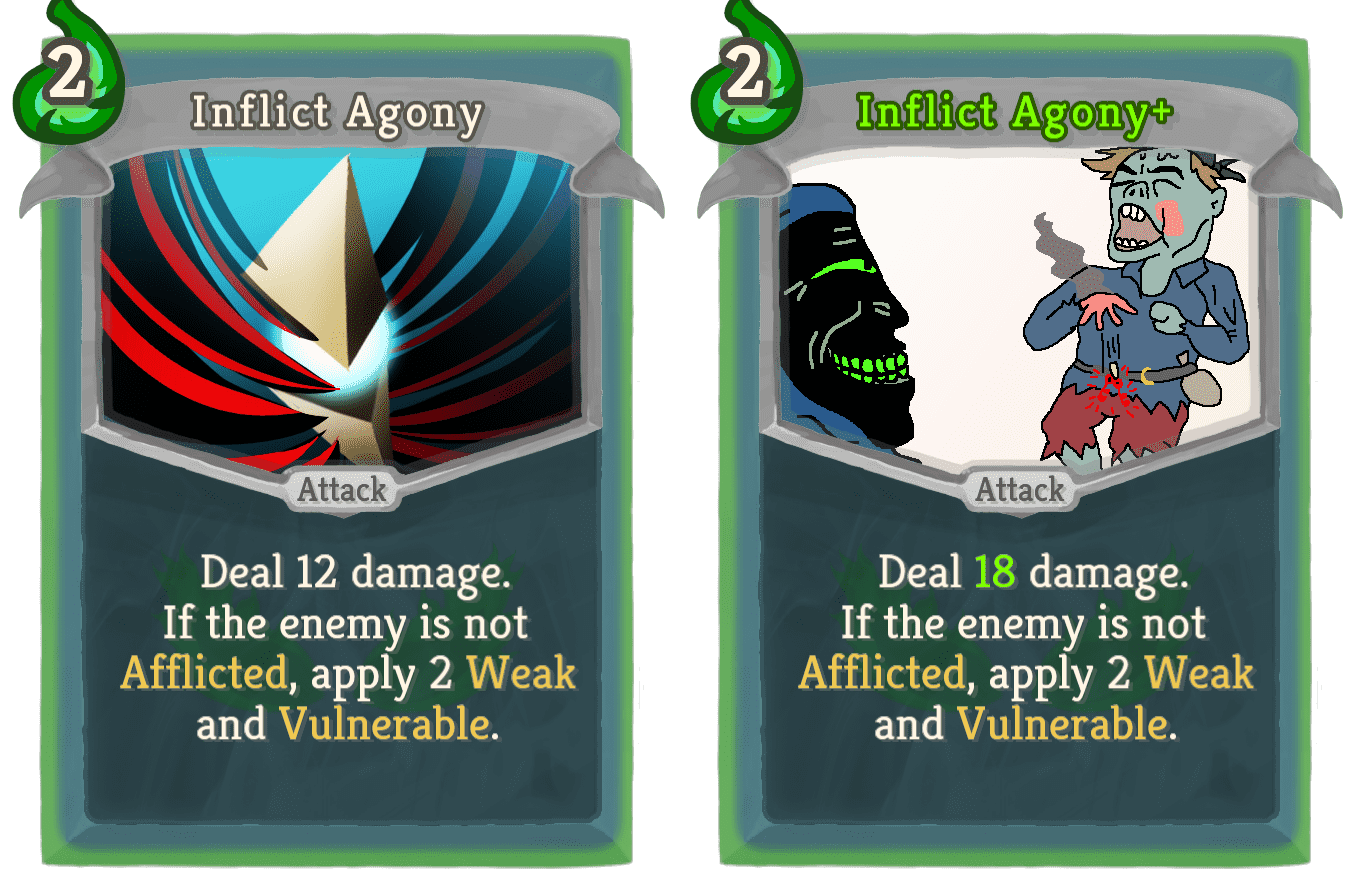 2
Inflict Agony
Attack
Deal 12 damage.
If the enemy is not
Afflicted, apply 2 Weak
and Vulnerable.
2
Inflict Agony+
Attack
Deal 18 damage.
If the enemy is not
Afflicted, apply 2 Weak
and Vulnerable.